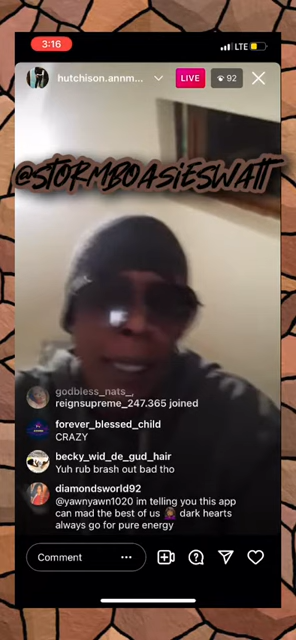 3:16
LTE
hutchison.annm...
LIVE
92
@STORMBOASIESWATT
godbless_nats_,
reignsupreme_247.365 joined
forever_blessed_child
CRAZY
becky_wid_de_gud_hair
Yuh rub brash out bad tho
diamondsworld92
@yawnyawn1020 im telling you this app
can mad the best of us 🤦🏾‍♀️ dark hearts
always go for pure energy
Comment